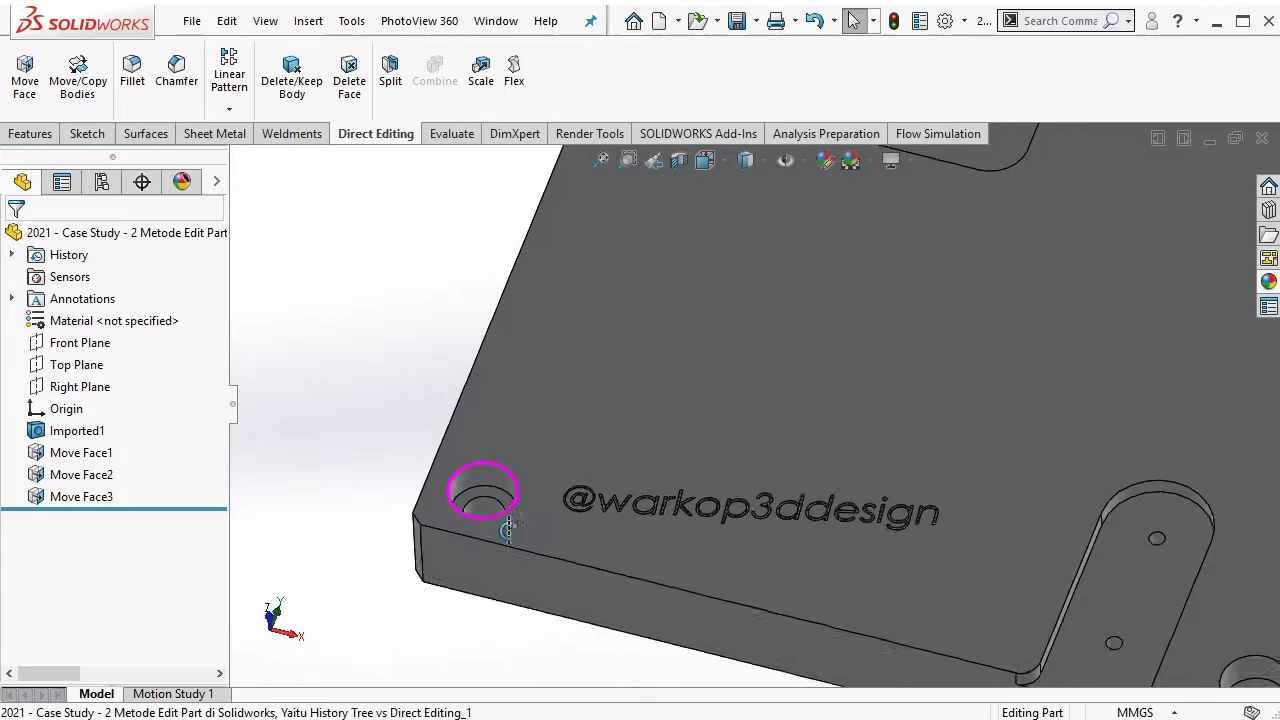 SOLIDWORKS
File Edit View Insert Tools PhotoView 360 Window Help
2...
Search Comma
Move Face
Move/Copy Bodies
Fillet
Chamfer
Linear Pattern
Delete/Keep Body
Delete Face
Split
Combine
Scale
Flex
Features Sketch Surfaces Sheet Metal Weldments Direct Editing Evaluate DimXpert Render Tools SOLIDWORKS Add-Ins Analysis Preparation Flow Simulation
2021 - Case Study - 2 Metode Edit Part
History
Sensors
Annotations
Material <not specified>
Front Plane
Top Plane
Right Plane
Origin
Imported1
Move Face1
Move Face2
Move Face3
@warkop3ddesign
Z Y X
Model Motion Study 1
2021 - Case Study - 2 Metode Edit Part di Solidworks, Yaitu History Tree vs Direct Editing_1
Editing Part
MMGS